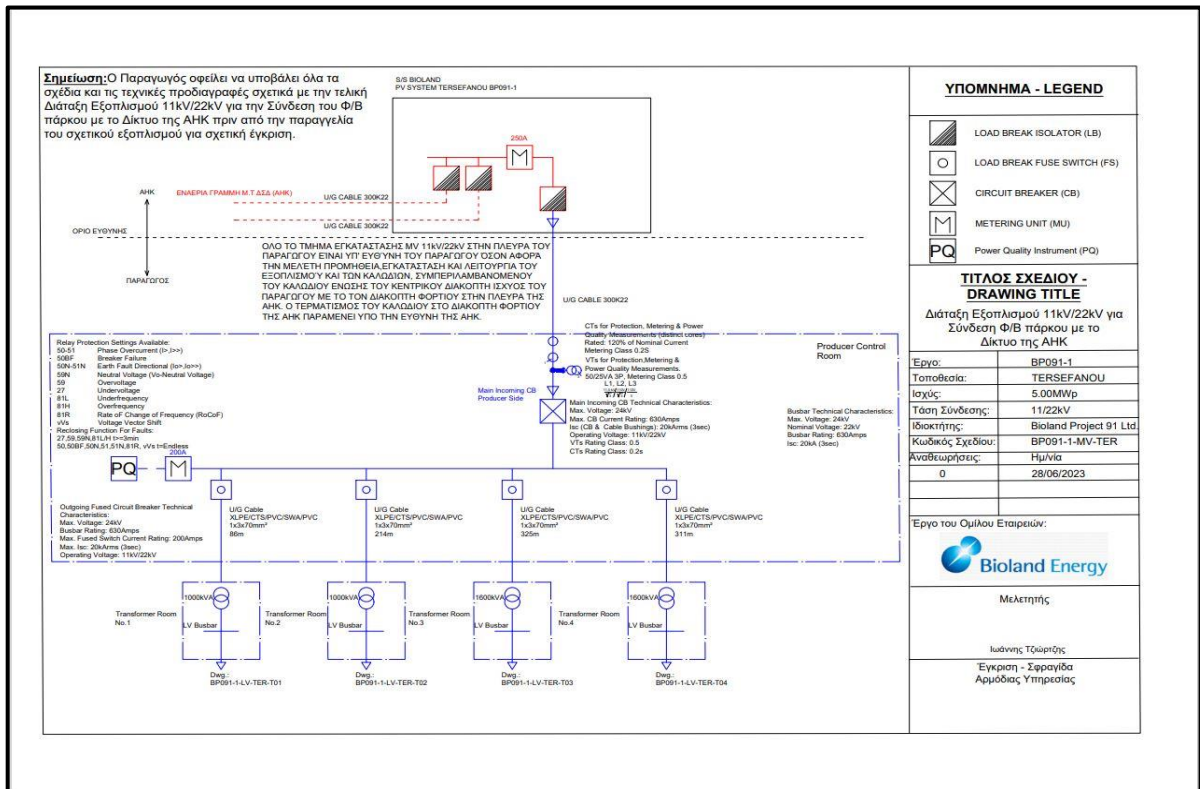 Σημείωση:Ο Παραγωγός οφείλει να υποβάλει όλα τα
σχέδια και τις τεχνικές προδιαγραφές σχετικά με την τελική
Διάταξη Εξοπλισμού 11kV/22kV για την Σύνδεση του Φ/Β
πάρκου με το Δίκτυο της ΑΗΚ πριν από την παραγγελία
του σχετικού εξοπλισμού για σχετική έγκριση.
S/S BIOLAND
PV SYSTEM TERSEFANOU BP091-1
250A
M
ΑΗΚ
ΕΝΑΕΡΙΑ ΓΡΑΜΜΗ Μ.Τ ΔΣΔ (ΑΗΚ)
U/G CABLE 300K22
U/G CABLE 300K22
ΟΡΙΟ ΕΥΘΥΝΗΣ
ΠΑΡΑΓΩΓΟΣ
ΟΛΟ ΤΟ ΤΜΗΜΑ ΕΓΚΑΤΑΣΤΑΣΗΣ MV 11kV/22kV ΣΤΗΝ ΠΛΕΥΡΑ ΤΟΥ
ΠΑΡΑΓΩΓΟΥ ΕΙΝΑΙ ΥΠ' ΕΥΘΥΝΗ ΤΟΥ ΠΑΡΑΓΩΓΟΥ ΌΣΟΝ ΑΦΟΡΑ
ΤΗΝ ΜΕΛΈΤΗ ΠΡΟΜΉΘΕΙΑ,ΕΓΚΑΤΑΣΤΑΣΗ ΚΑΙ ΛΕΙΤΟΥΡΓΙΑ ΤΟΥ
ΕΞΟΠΛΙΣΜΟΎ ΚΑΙ ΤΩΝ ΚΑΛΩΔΙΩΝ, ΣΥΜΠΕΡΙΛΑΜΒΑΝΟΜΕΝΟΥ
ΤΟΥ ΚΑΛΩΔΙΟΥ ΕΝΩΣΗΣ ΤΟΥ ΚΕΝΤΡΙΚΟΥ ΔΙΑΚΟΠΤΗ ΙΣΧΥΟΣ ΤΟΥ
ΠΑΡΑΓΩΓΟΥ ΜΕ ΤΟ ΤΟΝ ΔΙΑΚΟΠΤΗ ΦΟΡΤΙΟΥ ΣΤΗΝ ΠΛΕΥΡΑ ΤΗΣ
ΑΗΚ. Ο ΤΕΡΜΑΤΙΣΜΟΣ ΤΟΥ ΚΑΛΩΔΙΟΥ ΣΤΟ ΔΙΑΚΟΠΤΗ ΦΟΡΤΙΟΥ
ΤΗΣ ΑΗΚ ΠΑΡΑΜΕΝΕΙ ΥΠΟ ΤΗΝ ΕΥΘΥΝΗ ΤΗΣ ΑΗΚ.
U/G CABLE 300K22
Relay Protection Settings Available:
50-51 Phase Overcurrent (I>,I>>)
50BF Breaker Failure
50N-51N Earth Fault Directional (Io>,Io>>)
59N Neutral Voltage (Vo-Neutral Voltage)
59 Overvoltage
27 Undervoltage
81L Underfrequency
81H Overfrequency
81R Rate oF Change of Frequency (RoCoF)
vVs Voltage Vector Shift
Reclosing Function For Faults:
27,59,59N,81L/H t>=3min
50,50BF,50N,51,51N,81R, vVs t=Endless
CTs for Protection, Metering & Power
Quality Measurements (distinct cores)
Rated: 120% of Nominal Current
Metering Class 0.2S
VTs for Protection,Metering &
Power Quality Measurements.
50/25VA 3P, Metering Class 0.5
L1, L2, L3
Producer Control
Room
Main Incoming CB
Producer Side
Main Incoming CB Technical Characteristics:
Max. Voltage: 24kV
Max. CB Current Rating: 630Amps
Isc (CB & Cable Bushings): 20kArms (3sec)
Operating Voltage: 11kV/22kV
VTs Rating Class: 0.5
CTs Rating Class: 0.2s
Busbar Technical Characteristics:
Max. Voltage: 24kV
Nominal Voltage: 22kV
Busbar Rating: 630Amps
Isc: 20kA (3sec)
200A
PQ
M
Outgoing Fused Circuit Breaker Technical
Characteristics:
Max. Voltage: 24kV
Busbar Rating: 630Amps
Max. Fused Switch Current Rating: 200Amps
Max. Isc: 20kArms (3sec)
Operating Voltage: 11kV/22kV
U/G Cable
XLPE/CTS/PVC/SWA/PVC
1x3x70mm²
86m
U/G Cable
XLPE/CTS/PVC/SWA/PVC
1x3x70mm²
214m
U/G Cable
XLPE/CTS/PVC/SWA/PVC
1x3x70mm²
325m
U/G Cable
XLPE/CTS/PVC/SWA/PVC
1x3x70mm²
311m
Transformer Room
No.1
1000kVA
LV Busbar
Dwg.:
BP091-1-LV-TER-T01
Transformer Room
No.2
1000kVA
LV Busbar
Dwg.:
BP091-1-LV-TER-T02
Transformer Room
No.3
1600kVA
LV Busbar
Dwg.:
BP091-1-LV-TER-T03
Transformer Room
No.4
1600kVA
LV Busbar
Dwg.:
BP091-1-LV-TER-T04
ΥΠΟΜΝΗΜΑ - LEGEND
LOAD BREAK ISOLATOR (LB)
LOAD BREAK FUSE SWITCH (FS)
CIRCUIT BREAKER (CB)
M METERING UNIT (MU)
PQ Power Quality Instrument (PQ)
ΤΙΤΛΟΣ ΣΧΕΔΙΟΥ -
DRAWING TITLE
Διάταξη Εξοπλισμού 11kV/22kV για
Σύνδεση Φ/Β πάρκου με το
Δίκτυο της ΑΗΚ
Έργο: BP091-1
Τοποθεσία: TERSEFANOU
Ισχύς: 5.00MWp
Τάση Σύνδεσης: 11/22kV
Ιδιοκτήτης: Bioland Project 91 Ltd.
Κωδικός Σχεδίου: BP091-1-MV-TER
Αναθεωρήσεις: Ημ/νία
0 28/06/2023
Έργο του Ομίλου Εταιρειών:
Bioland Energy
Μελετητής
Ιωάννης Τζιώρτζης
Έγκριση - Σφραγίδα
Αρμόδιας Υπηρεσίας